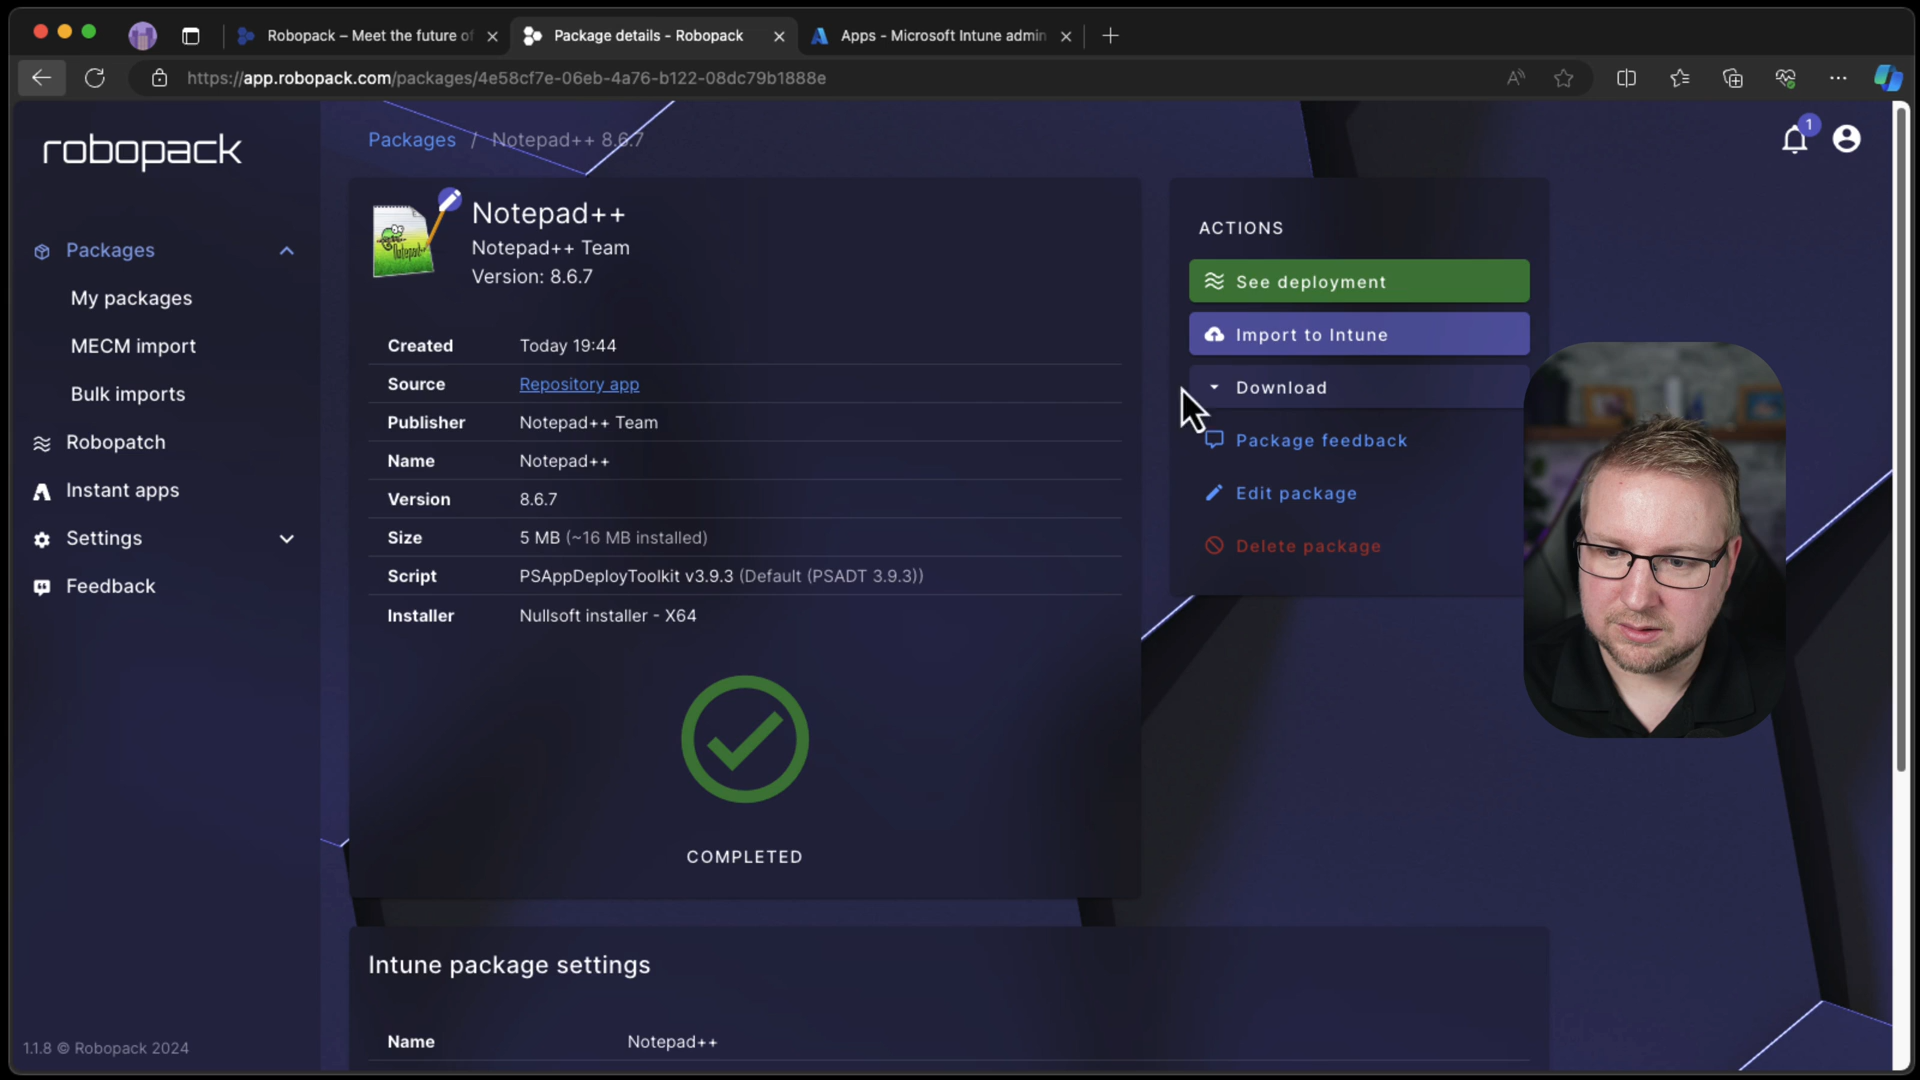 Robopack – Meet the future of
Package details - Robopack
Apps - Microsoft Intune admin
https://app.robopack.com/packages/4e58cf7e-06eb-4a76-b122-08dc79b1888e
robopack
Packages
My packages
MECM import
Bulk imports
Robopatch
Instant apps
Settings
Feedback
1.1.8 © Robopack 2024
Packages / Notepad++ 8.6.7
1
Notepad++
Notepad++ Team
Version: 8.6.7
Created Today 19:44
Source Repository app
Publisher Notepad++ Team
Name Notepad++
Version 8.6.7
Size 5 MB (~16 MB installed)
Script PSAppDeployToolkit v3.9.3 (Default (PSADT 3.9.3))
Installer Nullsoft installer - X64
COMPLETED
ACTIONS
See deployment
Import to Intune
Download
Package feedback
Edit package
Delete package
Intune package settings
Name Notepad++